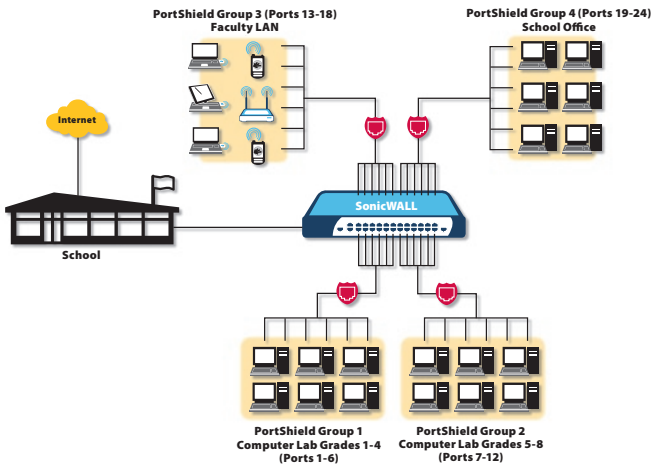 PortShield Group 3 (Ports 13-18)
Faculty LAN
PortShield Group 4 (Ports 19-24)
School Office
Internet
SonicWALL
School
PortShield Group 1
Computer Lab Grades 1-4
(Ports 1-6)
PortShield Group 2
Computer Lab Grades 5-8
(Ports 7-12)